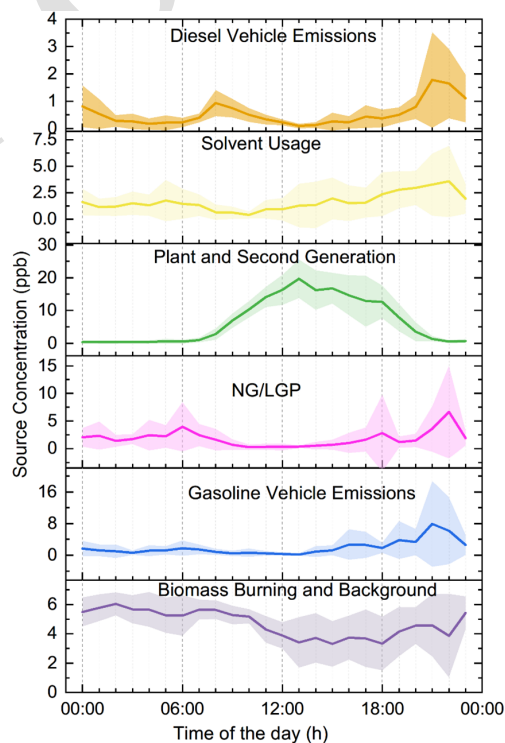 4
Diesel Vehicle Emissions
3
2
1
0
7.5
Solvent Usage
5.0
2.5
0.0
30
Plant and Second Generation
20
10
0
15
NG/LGP
10
5
0
16
Gasoline Vehicle Emissions
8
0
Biomass Burning and Background
6
4
2
0
Source Concentration (ppb)
00:00 06:00 12:00 18:00 00:00
Time of the day (h)